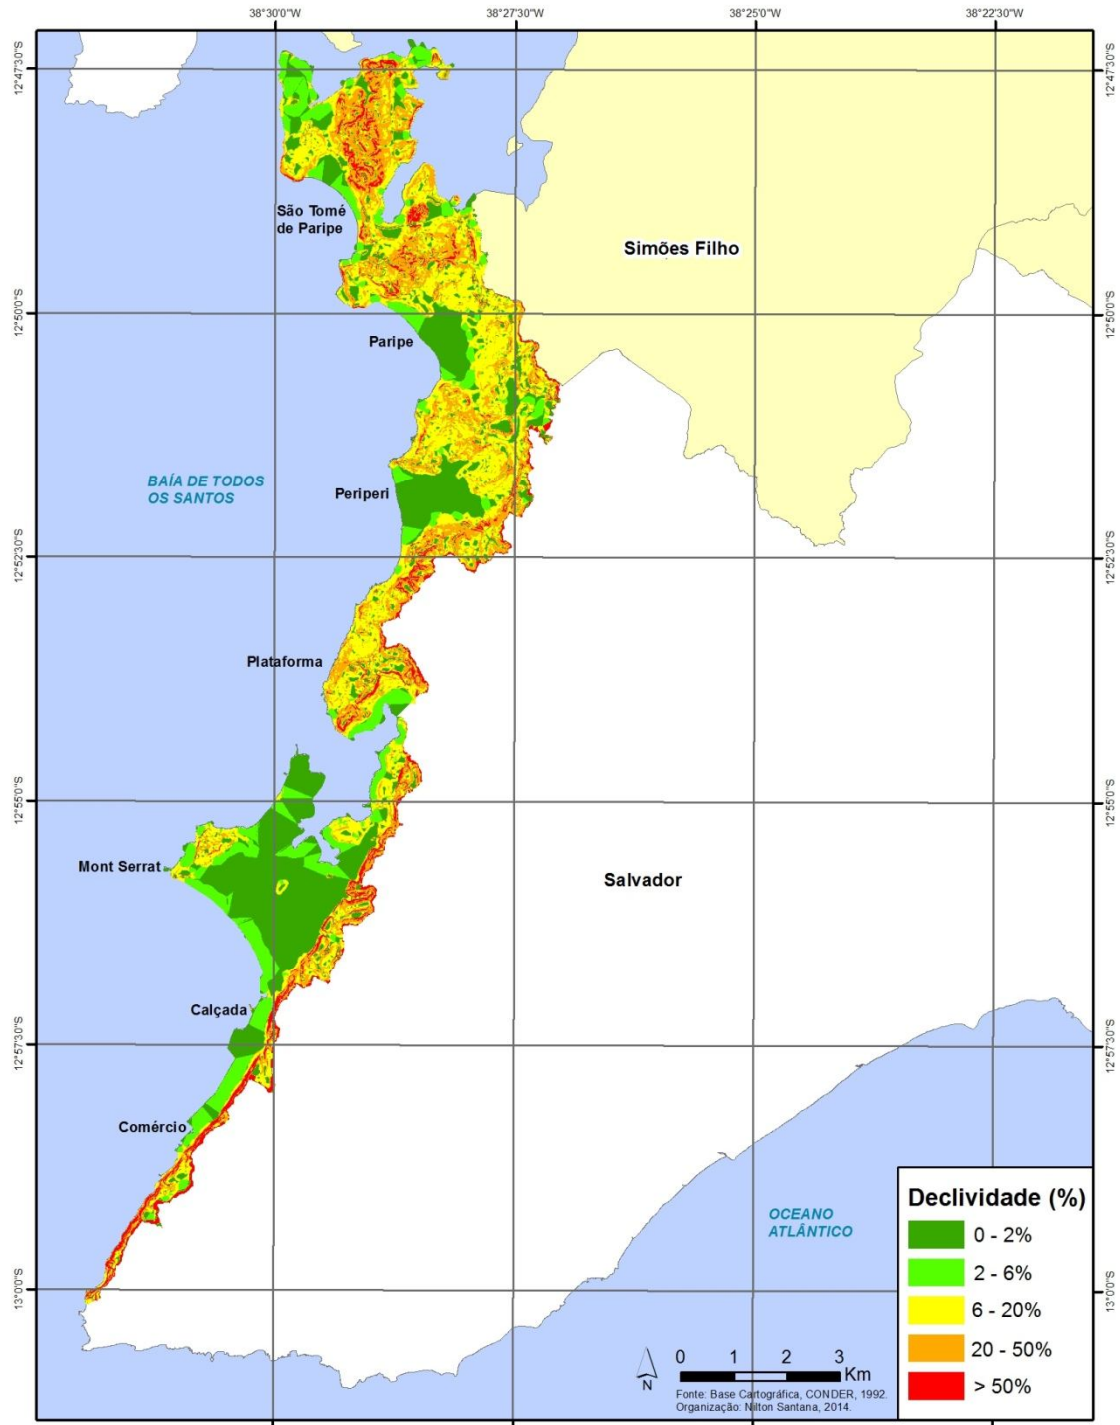 38°30'0"W
38°27'30"W
38°25'0"W
38°22'30"W
12°47'30"S
12°47'30"S
São Tomé
de Paripe
Simões Filho
12°50'0"S
12°50'0"S
Paripe
BAÍA DE TODOS
OS SANTOS
Periperi
12°52'30"S
12°52'30"S
Plataforma
12°55'0"S
12°55'0"S
Mont Serrat
Salvador
Calçada
12°57'30"S
12°57'30"S
Comércio
OCEANO
ATLÂNTICO
13°0'0"S
13°0'0"S
Declividade (%)
0 - 2%
2 - 6%
6 - 20%
20 - 50%
> 50%
N
0 1 2 3
Km
Fonte: Base Cartográfica, CONDER, 1992.
Organização: Nilton Santana, 2014.